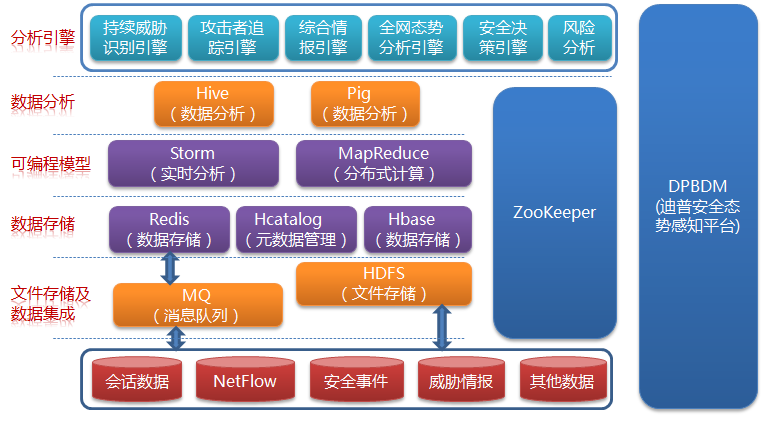 分析引擎
持续威胁
识别引擎
攻击者追
踪引擎
综合情
报引擎
全网态势
分析引擎
安全决
策引擎
风险
分析
数据分析
Hive
（数据分析）
Pig
（数据分析）
可编程模型
Storm
（实时分析）
MapReduce
（分布式计算）
数据存储
Redis
（数据存储）
Hcatalog
（元数据管理）
Hbase
（数据存储）
文件存储及
数据集成
MQ
（消息队列）
HDFS
（文件存储）
会话数据
NetFlow
安全事件
威胁情报
其他数据
ZooKeeper
DPBDM
(迪普安全态
势感知平台)